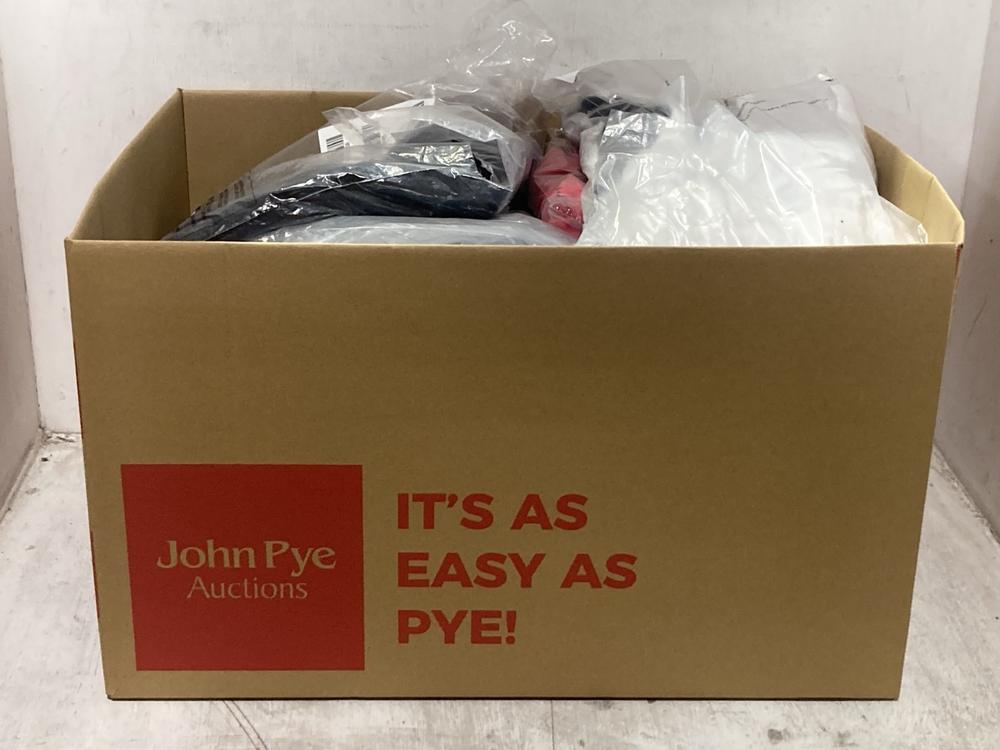 John Pye
Auctions
IT'S AS
EASY AS
PYE!